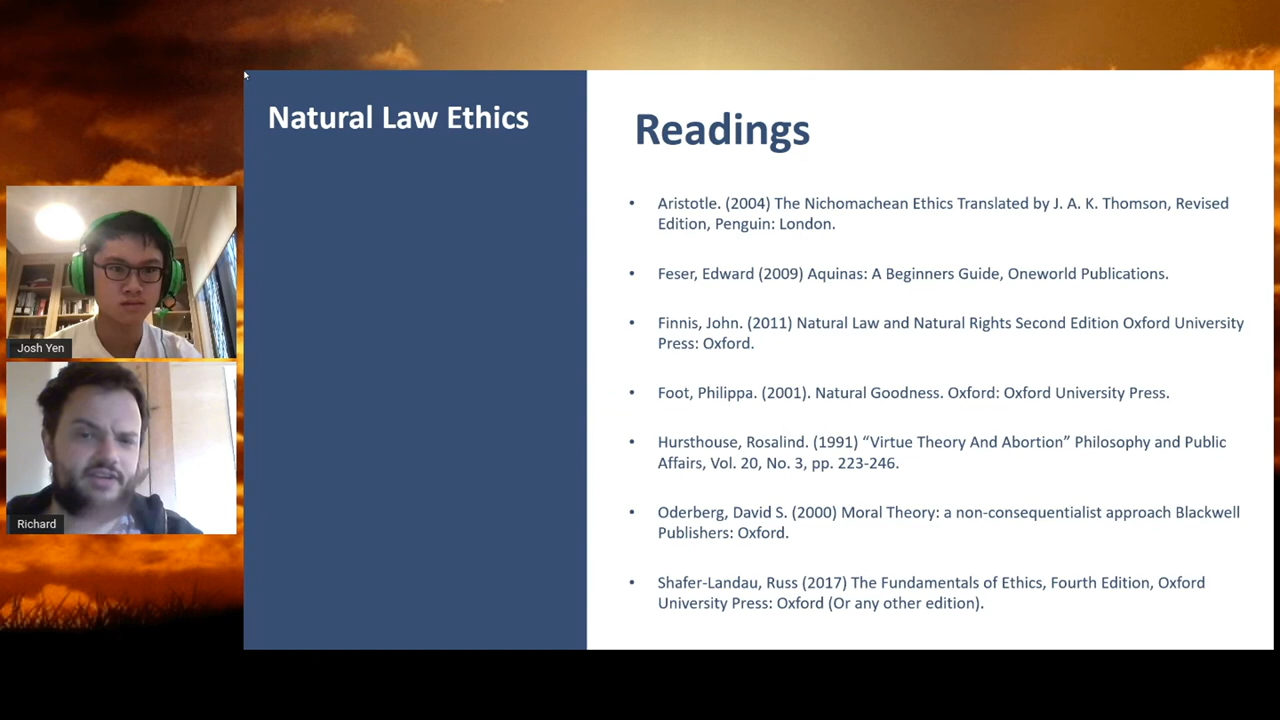 Natural Law Ethics
Readings
• Aristotle. (2004) The Nichomachean Ethics Translated by J. A. K. Thomson, Revised
Edition, Penguin: London.
• Feser, Edward (2009) Aquinas: A Beginners Guide, Oneworld Publications.
• Finnis, John. (2011) Natural Law and Natural Rights Second Edition Oxford University
Press: Oxford.
• Foot, Philippa. (2001). Natural Goodness. Oxford: Oxford University Press.
• Hursthouse, Rosalind. (1991) “Virtue Theory And Abortion” Philosophy and Public
Affairs, Vol. 20, No. 3, pp. 223-246.
• Oderberg, David S. (2000) Moral Theory: a non-consequentialist approach Blackwell
Publishers: Oxford.
• Shafer-Landau, Russ (2017) The Fundamentals of Ethics, Fourth Edition, Oxford
University Press: Oxford (Or any other edition).
Josh Yen
Richard